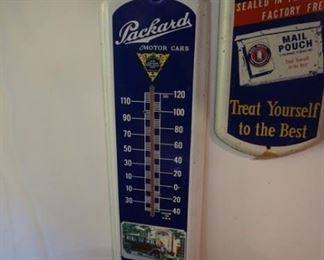 Packard
MOTOR CARS
120
110
100
90
80
70
60
50
40
30
20
10
0
10
20
30
40
SEALED IN
FACTORY FRE
MAIL
POUCH
Treat Yourself
to the Best